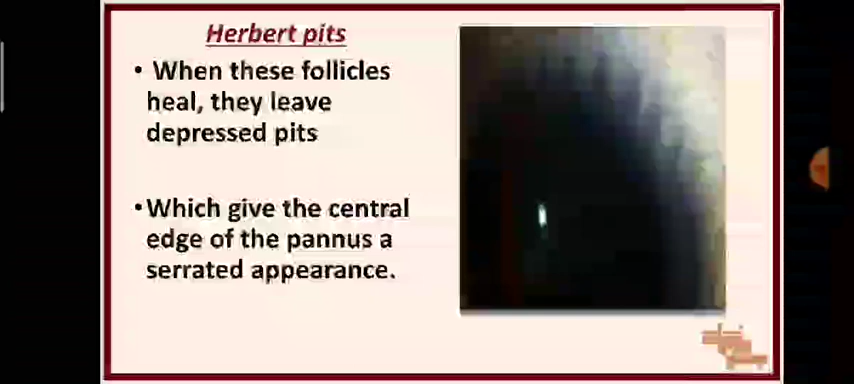 Herbert pits
• When these follicles
heal, they leave
depressed pits
•Which give the central
edge of the pannus a
serrated appearance.